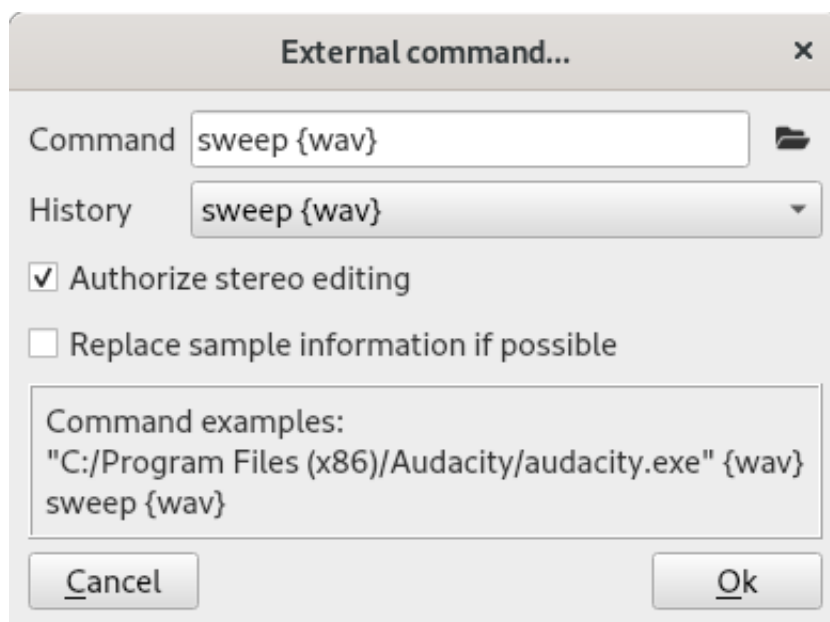 External command...
Command sweep {wav}
History sweep {wav}
Authorize stereo editing
Replace sample information if possible
Command examples:
"C:/Program Files (x86)/Audacity/audacity.exe" {wav}
sweep {wav}
Cancel Ok